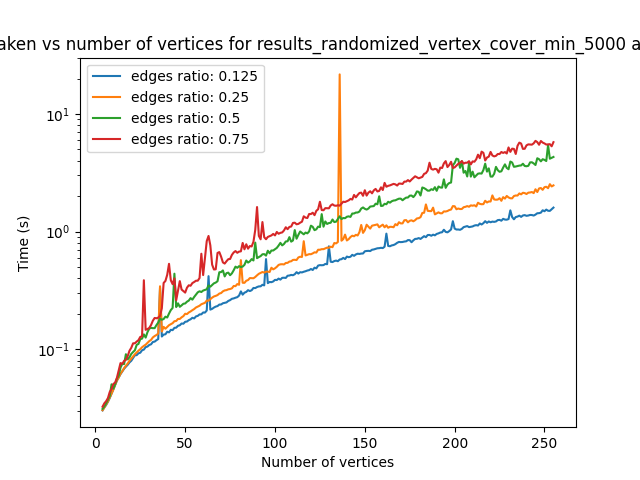 aken vs number of vertices for results_randomized_vertex_cover_min_5000 a
edges ratio: 0.125
edges ratio: 0.25
edges ratio: 0.5
edges ratio: 0.75
Time (s)
10¹
10⁰
10⁻¹
0 50 100 150 200 250
Number of vertices